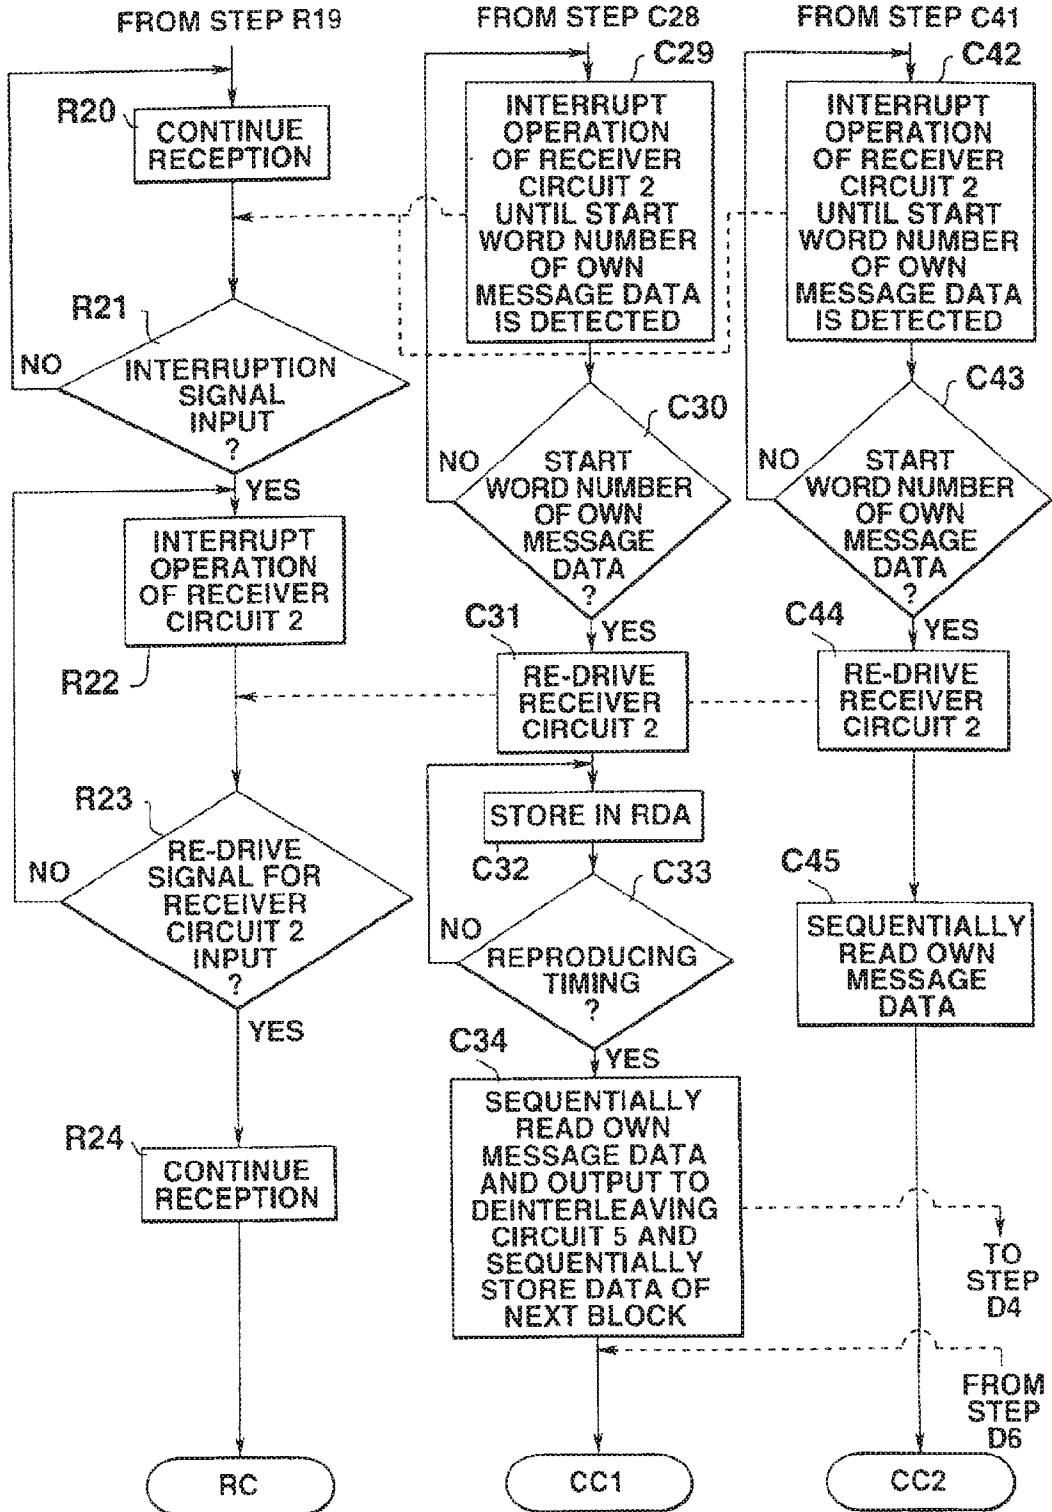 FROM STEP R19
R20
CONTINUE
RECEPTION
R21
INTERRUPTION
SIGNAL
INPUT
?
NO
YES
INTERRUPT
OPERATION
OF RECEIVER
CIRCUIT 2
R22
R23
RE-DRIVE
SIGNAL FOR
RECEIVER
CIRCUIT 2
INPUT
?
NO
YES
R24
CONTINUE
RECEPTION
RC
FROM STEP C28
C29
INTERRUPT
OPERATION
OF RECEIVER
CIRCUIT 2
UNTIL START
WORD NUMBER
OF OWN
MESSAGE DATA
IS DETECTED
C30
NO
START
WORD NUMBER
OF OWN
MESSAGE
DATA
?
C31
YES
RE-DRIVE
RECEIVER
CIRCUIT 2
STORE IN RDA
C32
C33
NO
REPRODUCING
TIMING
?
C34
YES
SEQUENTIALLY
READ OWN
MESSAGE DATA
AND OUTPUT TO
DEINTERLEAVING
CIRCUIT 5 AND
SEQUENTIALLY
STORE DATA OF
NEXT BLOCK
CC1
FROM STEP C41
C42
INTERRUPT
OPERATION
OF RECEIVER
CIRCUIT 2
UNTIL START
WORD NUMBER
OF OWN
MESSAGE DATA
IS DETECTED
C43
NO
START
WORD NUMBER
OF OWN
MESSAGE
DATA
?
C44
YES
RE-DRIVE
RECEIVER
CIRCUIT 2
C45
SEQUENTIALLY
READ OWN
MESSAGE
DATA
TO
STEP
D4
FROM
STEP
D6
CC2